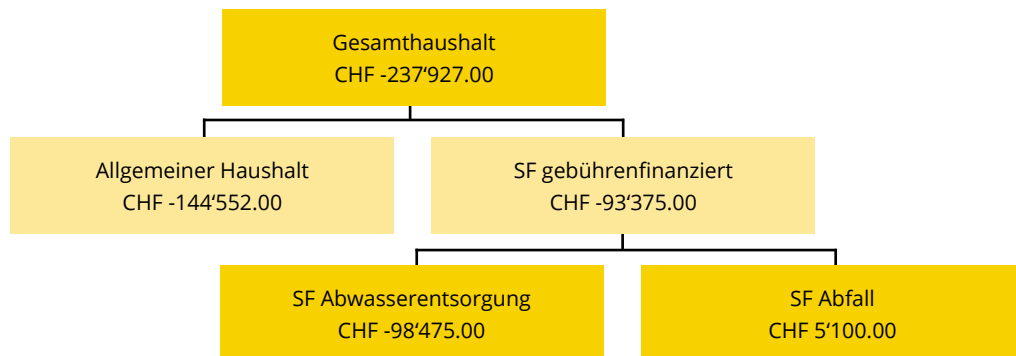 Gesamthaushalt
CHF -237‘927.00
Allgemeiner Haushalt
CHF -144‘552.00
SF gebührenfinanziert
CHF -93‘375.00
SF Abwasserentsorgung
CHF -98‘475.00
SF Abfall
CHF 5‘100.00